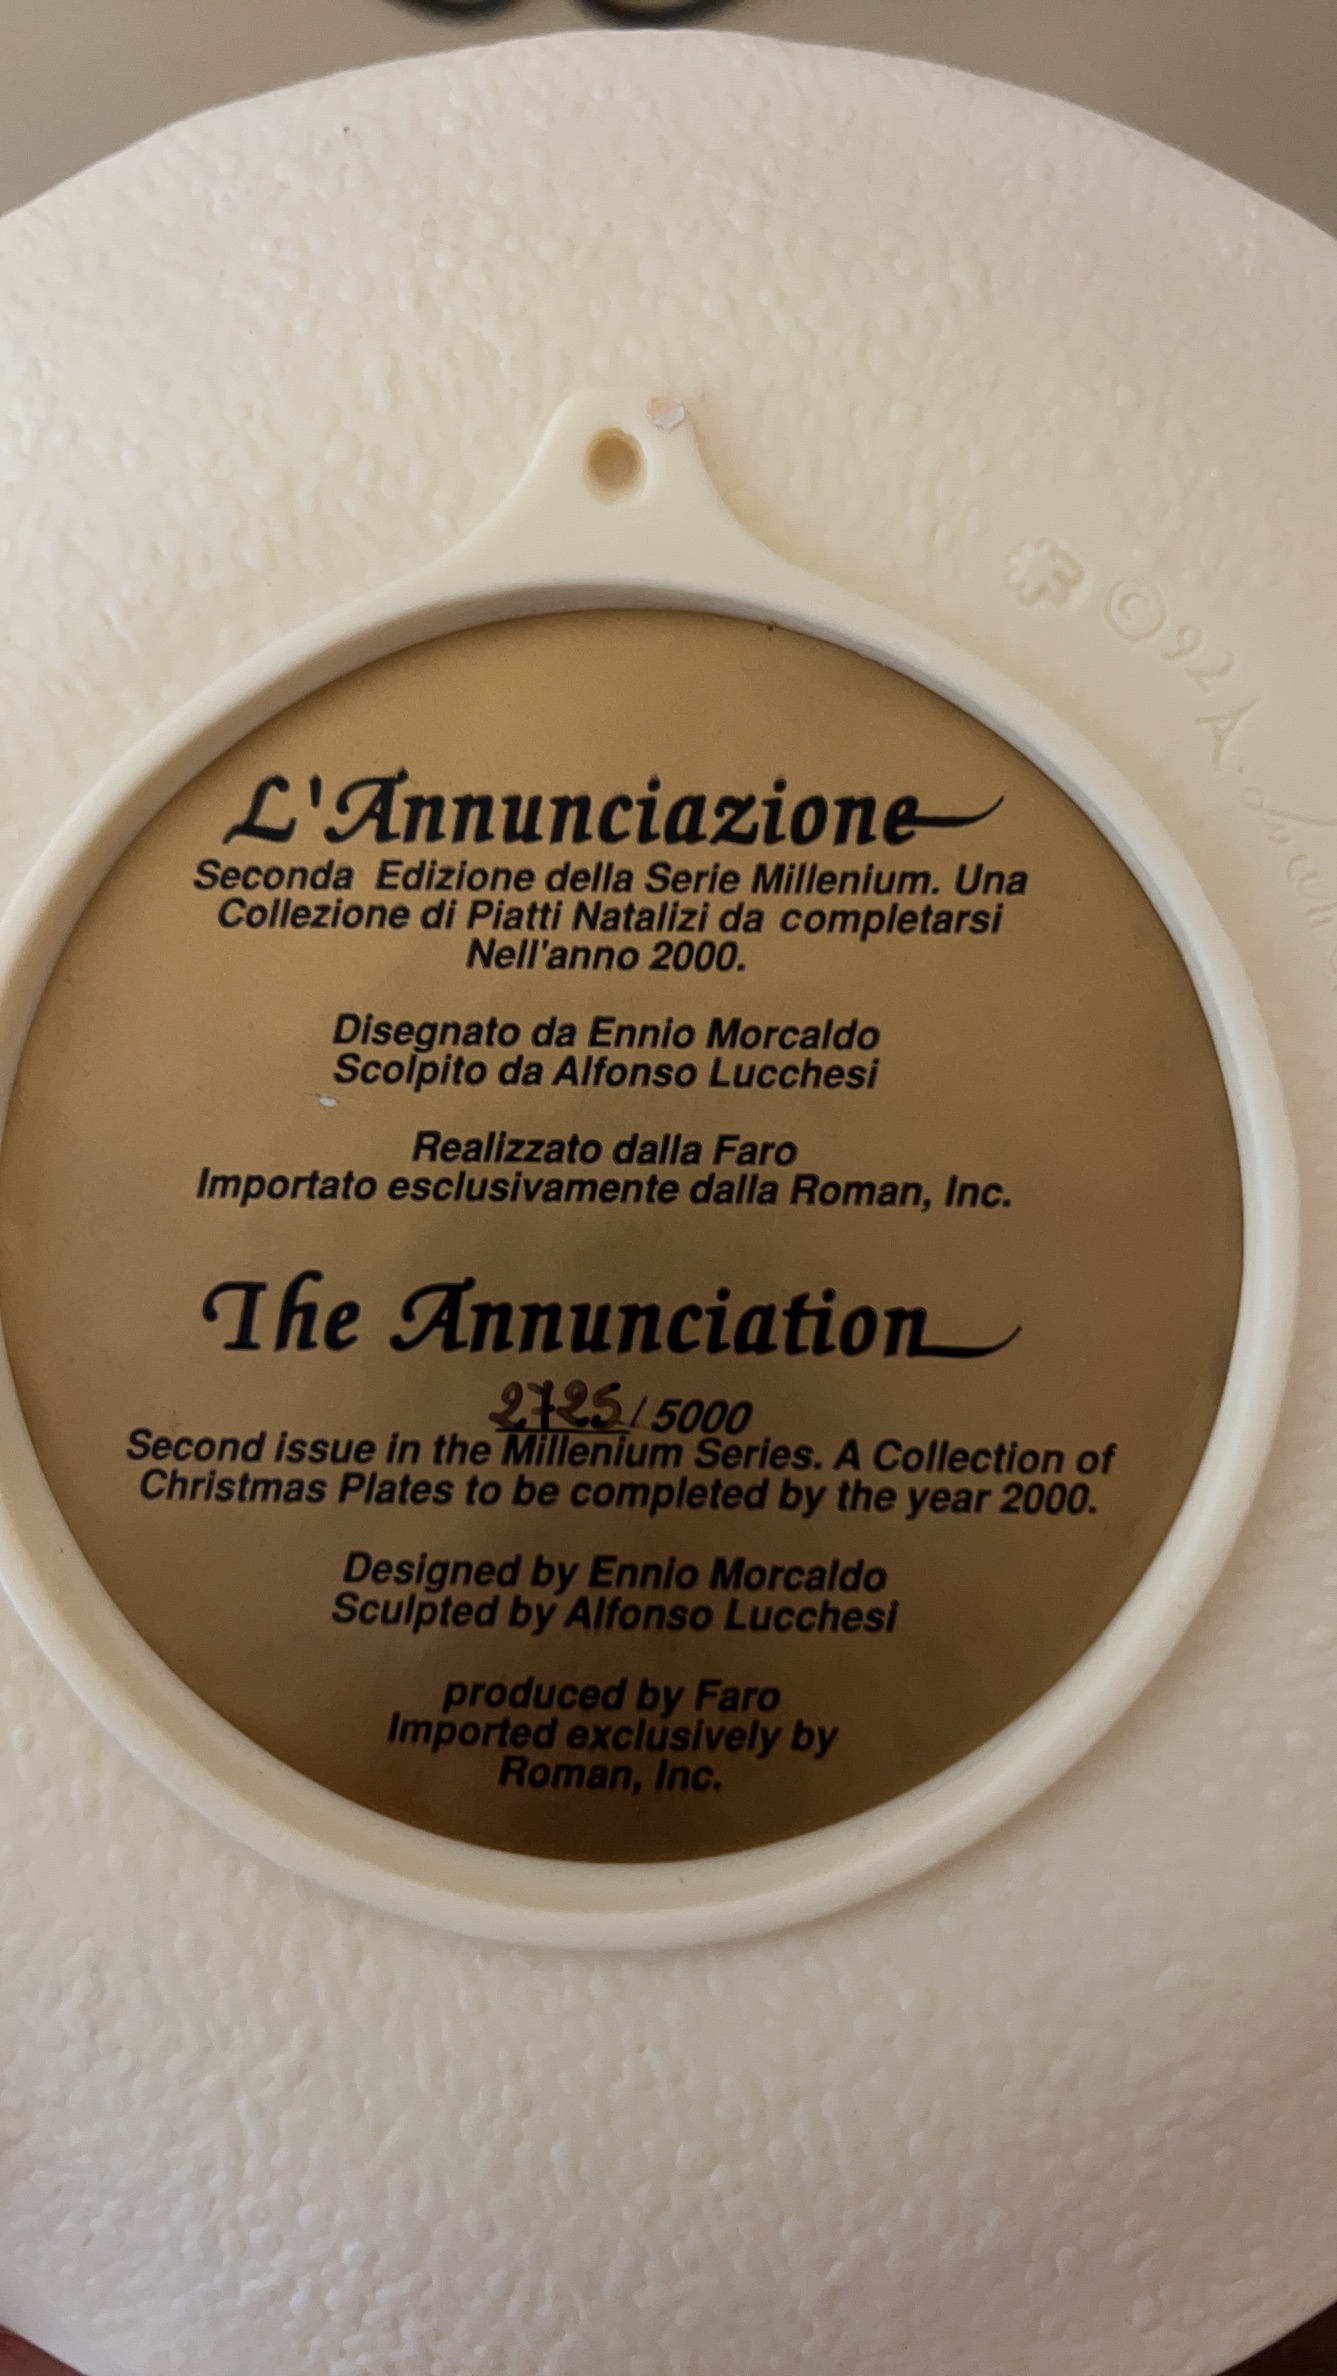 L'Annunciazione
Seconda Edizione della Serie Millenium. Una
Collezione di Piatti Natalizi da completarsi
Nell'anno 2000.
Disegnato da Ennio Morcaldo
Scolpito da Alfonso Lucchesi
Realizzato dalla Faro
Importato esclusivamente dalla Roman, Inc.
The Annunciation
2725/5000
Second issue in the Millenium Series. A Collection of
Christmas Plates to be completed by the year 2000.
Designed by Ennio Morcaldo
Sculpted by Alfonso Lucchesi
produced by Faro
Imported exclusively by
Roman, Inc.
© 92 A.